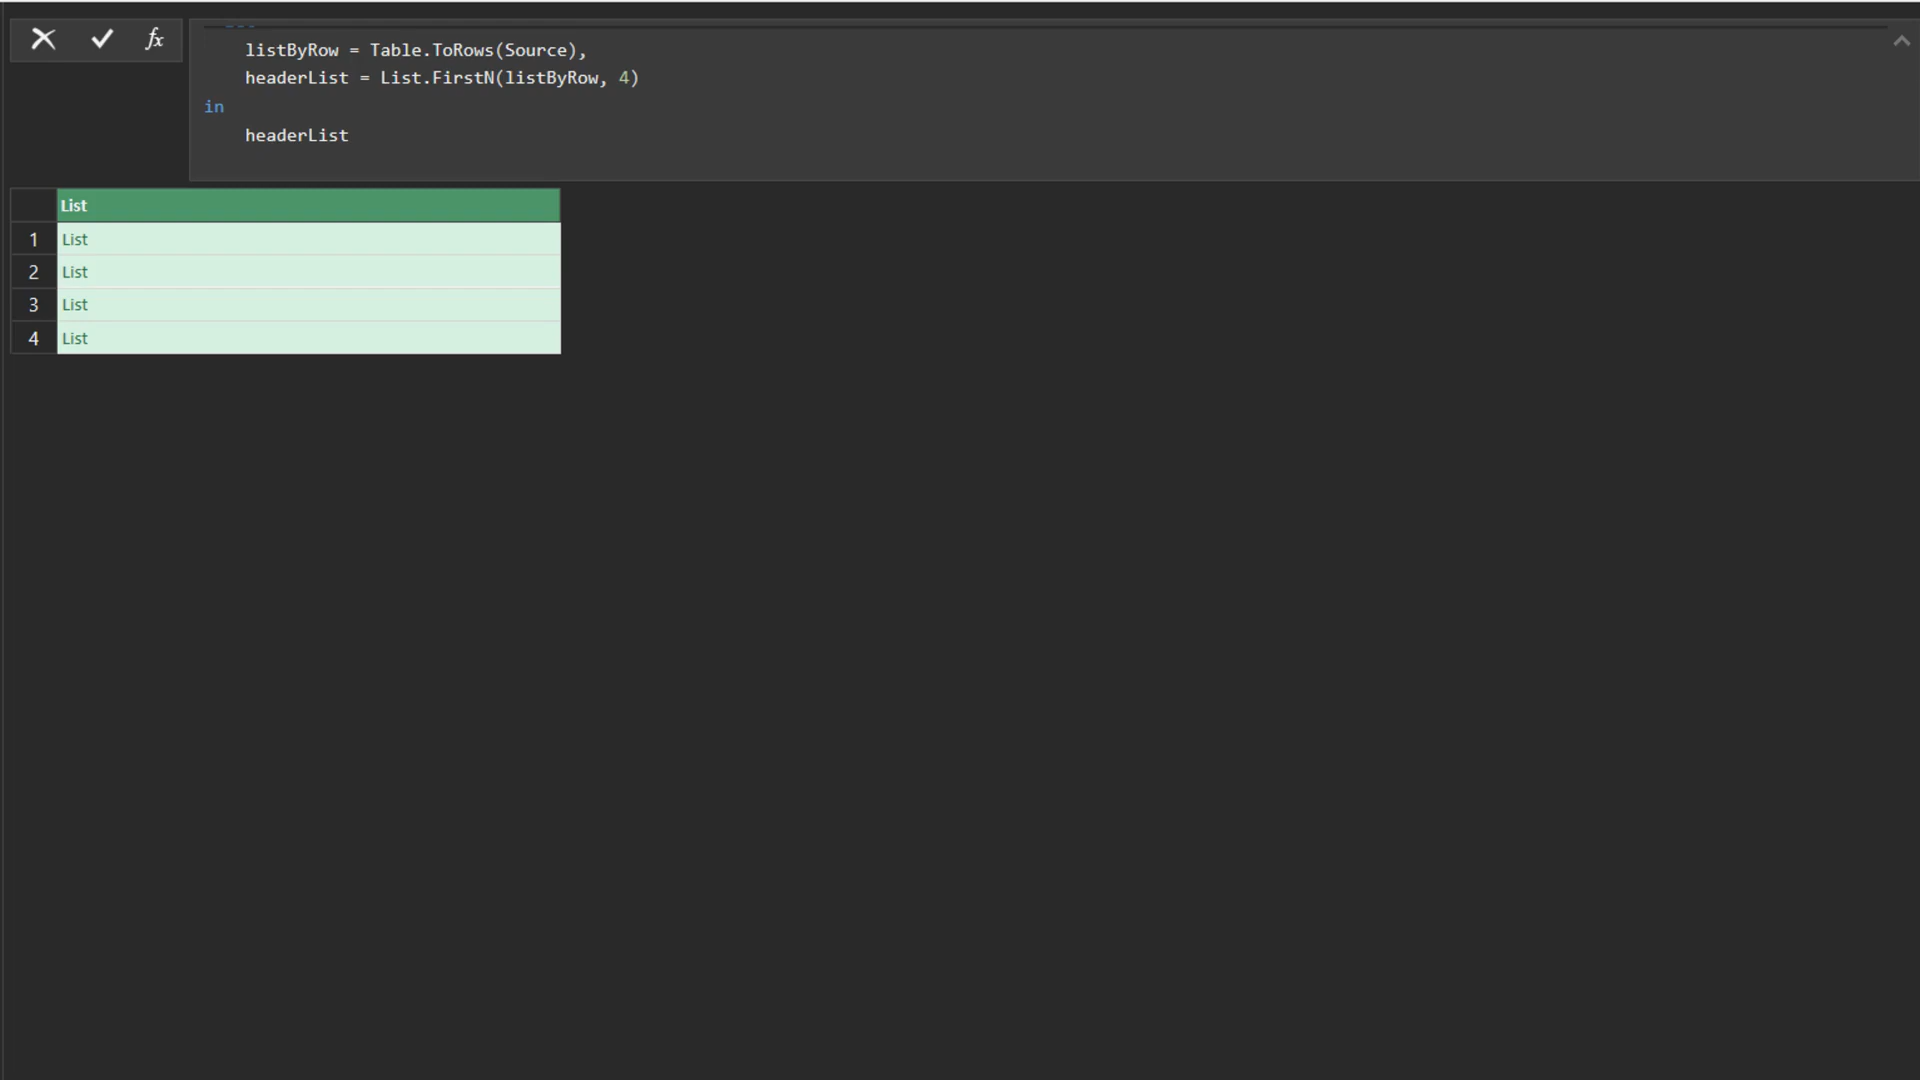 fx
listByRow = Table.ToRows(Source),
headerList = List.FirstN(listByRow, 4)
in
headerList
List
1 List
2 List
3 List
4 List